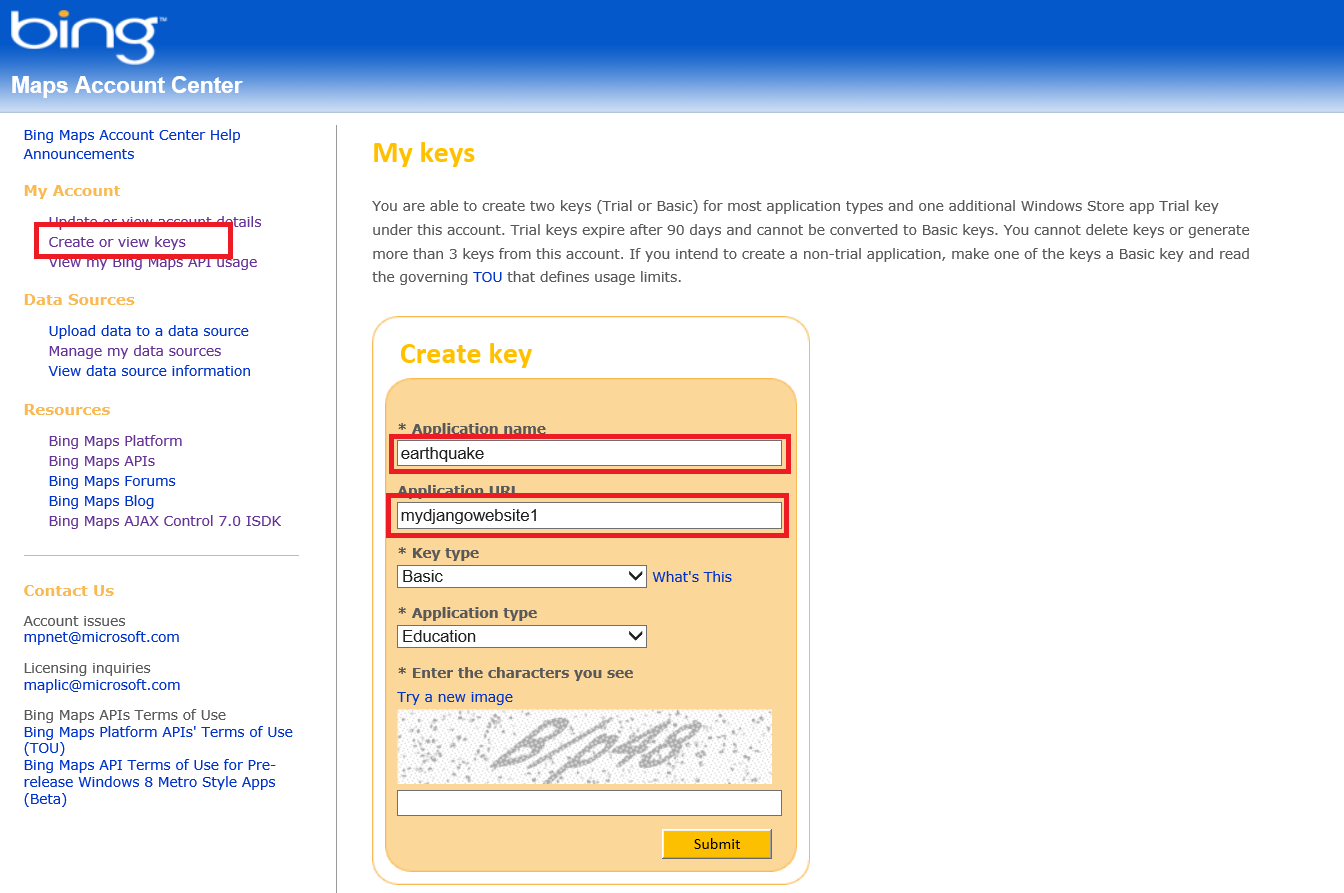 bing™
Maps Account Center
Bing Maps Account Center Help
Announcements
My Account
Update or view account details
Create or view keys
View my Bing Maps API usage
Data Sources
Upload data to a data source
Manage my data sources
View data source information
Resources
Bing Maps Platform
Bing Maps APIs
Bing Maps Forums
Bing Maps Blog
Bing Maps AJAX Control 7.0 ISDK
Contact Us
Account issues
mpnet@microsoft.com
Licensing inquiries
maplic@microsoft.com
Bing Maps APIs Terms of Use
Bing Maps Platform APIs' Terms of Use
(TOU)
Bing Maps API Terms of Use for Pre-
release Windows 8 Metro Style Apps
(Beta)
My keys
You are able to create two keys (Trial or Basic) for most application types and one additional Windows Store app Trial key
under this account. Trial keys expire after 90 days and cannot be converted to Basic keys. You cannot delete keys or generate
more than 3 keys from this account. If you intend to create a non-trial application, make one of the keys a Basic key and read
the governing TOU that defines usage limits.
Create key
* Application name
earthquake
Application URL
mydjangowebsite1
* Key type
Basic What's This
* Application type
Education
* Enter the characters you see
Try a new image
Submit